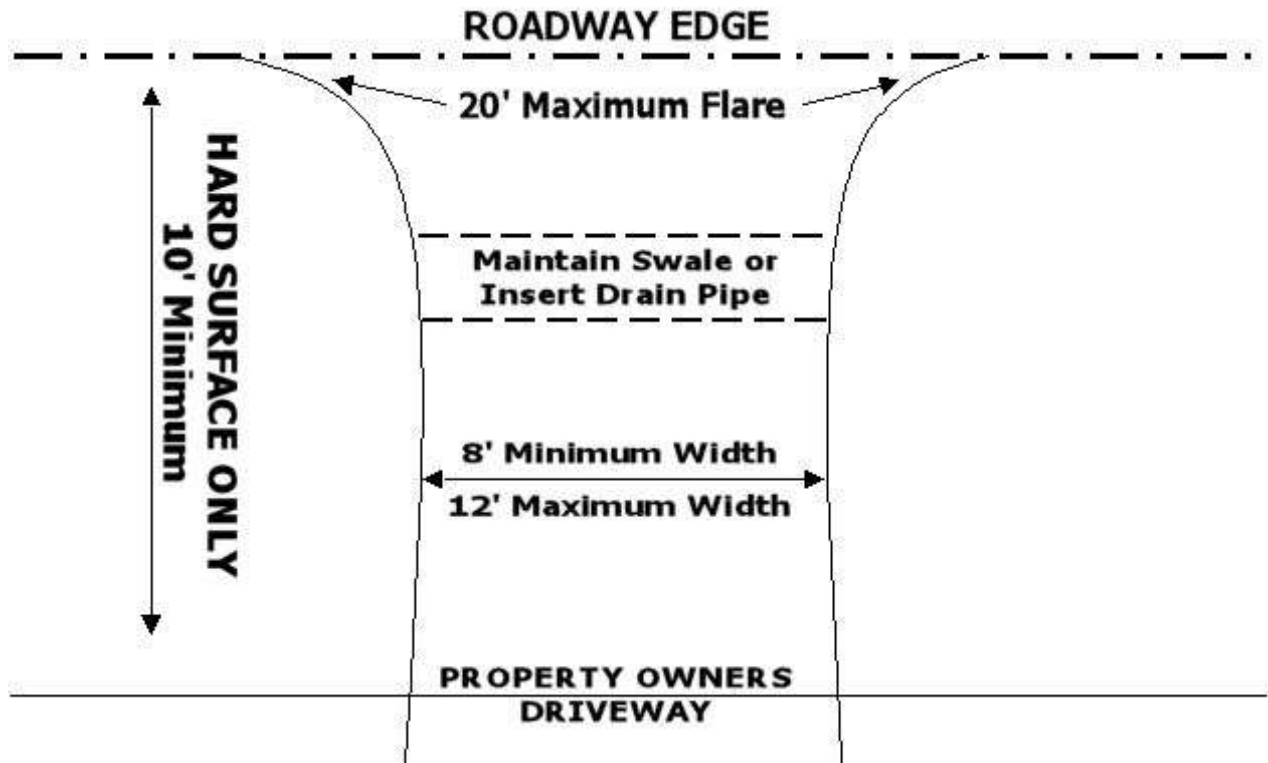 ROADWAY EDGE
20' Maximum Flare
HARD SURFACE ONLY
10' Minimum
Maintain Swale or
Insert Drain Pipe
8' Minimum Width
12' Maximum Width
PROPERTY OWNERS
DRIVEWAY